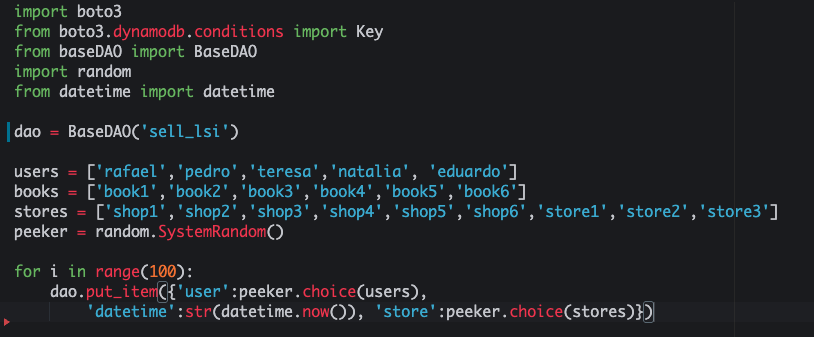 import boto3
from boto3.dynamodb.conditions import Key
from baseDAO import BaseDAO
import random
from datetime import datetime

dao = BaseDAO('sell_lsi')

users = ['rafael','pedro','teresa','natalia', 'eduardo']
books = ['book1','book2','book3','book4','book5','book6']
stores = ['shop1','shop2','shop3','shop4','shop5','shop6','store1','store2','store3']
peeker = random.SystemRandom()

for i in range(100):
    dao.put_item({'user':peeker.choice(users),
        'datetime':str(datetime.now()), 'store':peeker.choice(stores)})